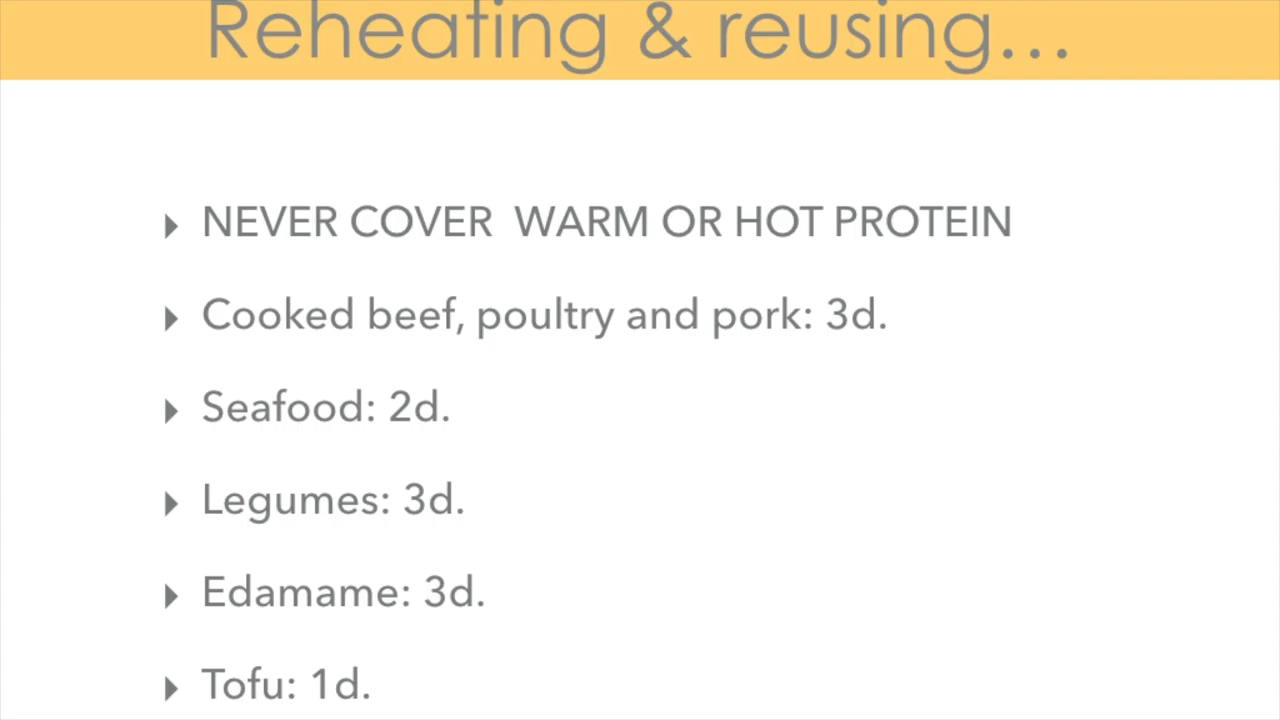 Reheating & reusing...
NEVER COVER WARM OR HOT PROTEIN
Cooked beef, poultry and pork: 3d.
Seafood: 2d.
Legumes: 3d.
Edamame: 3d.
Tofu: 1d.